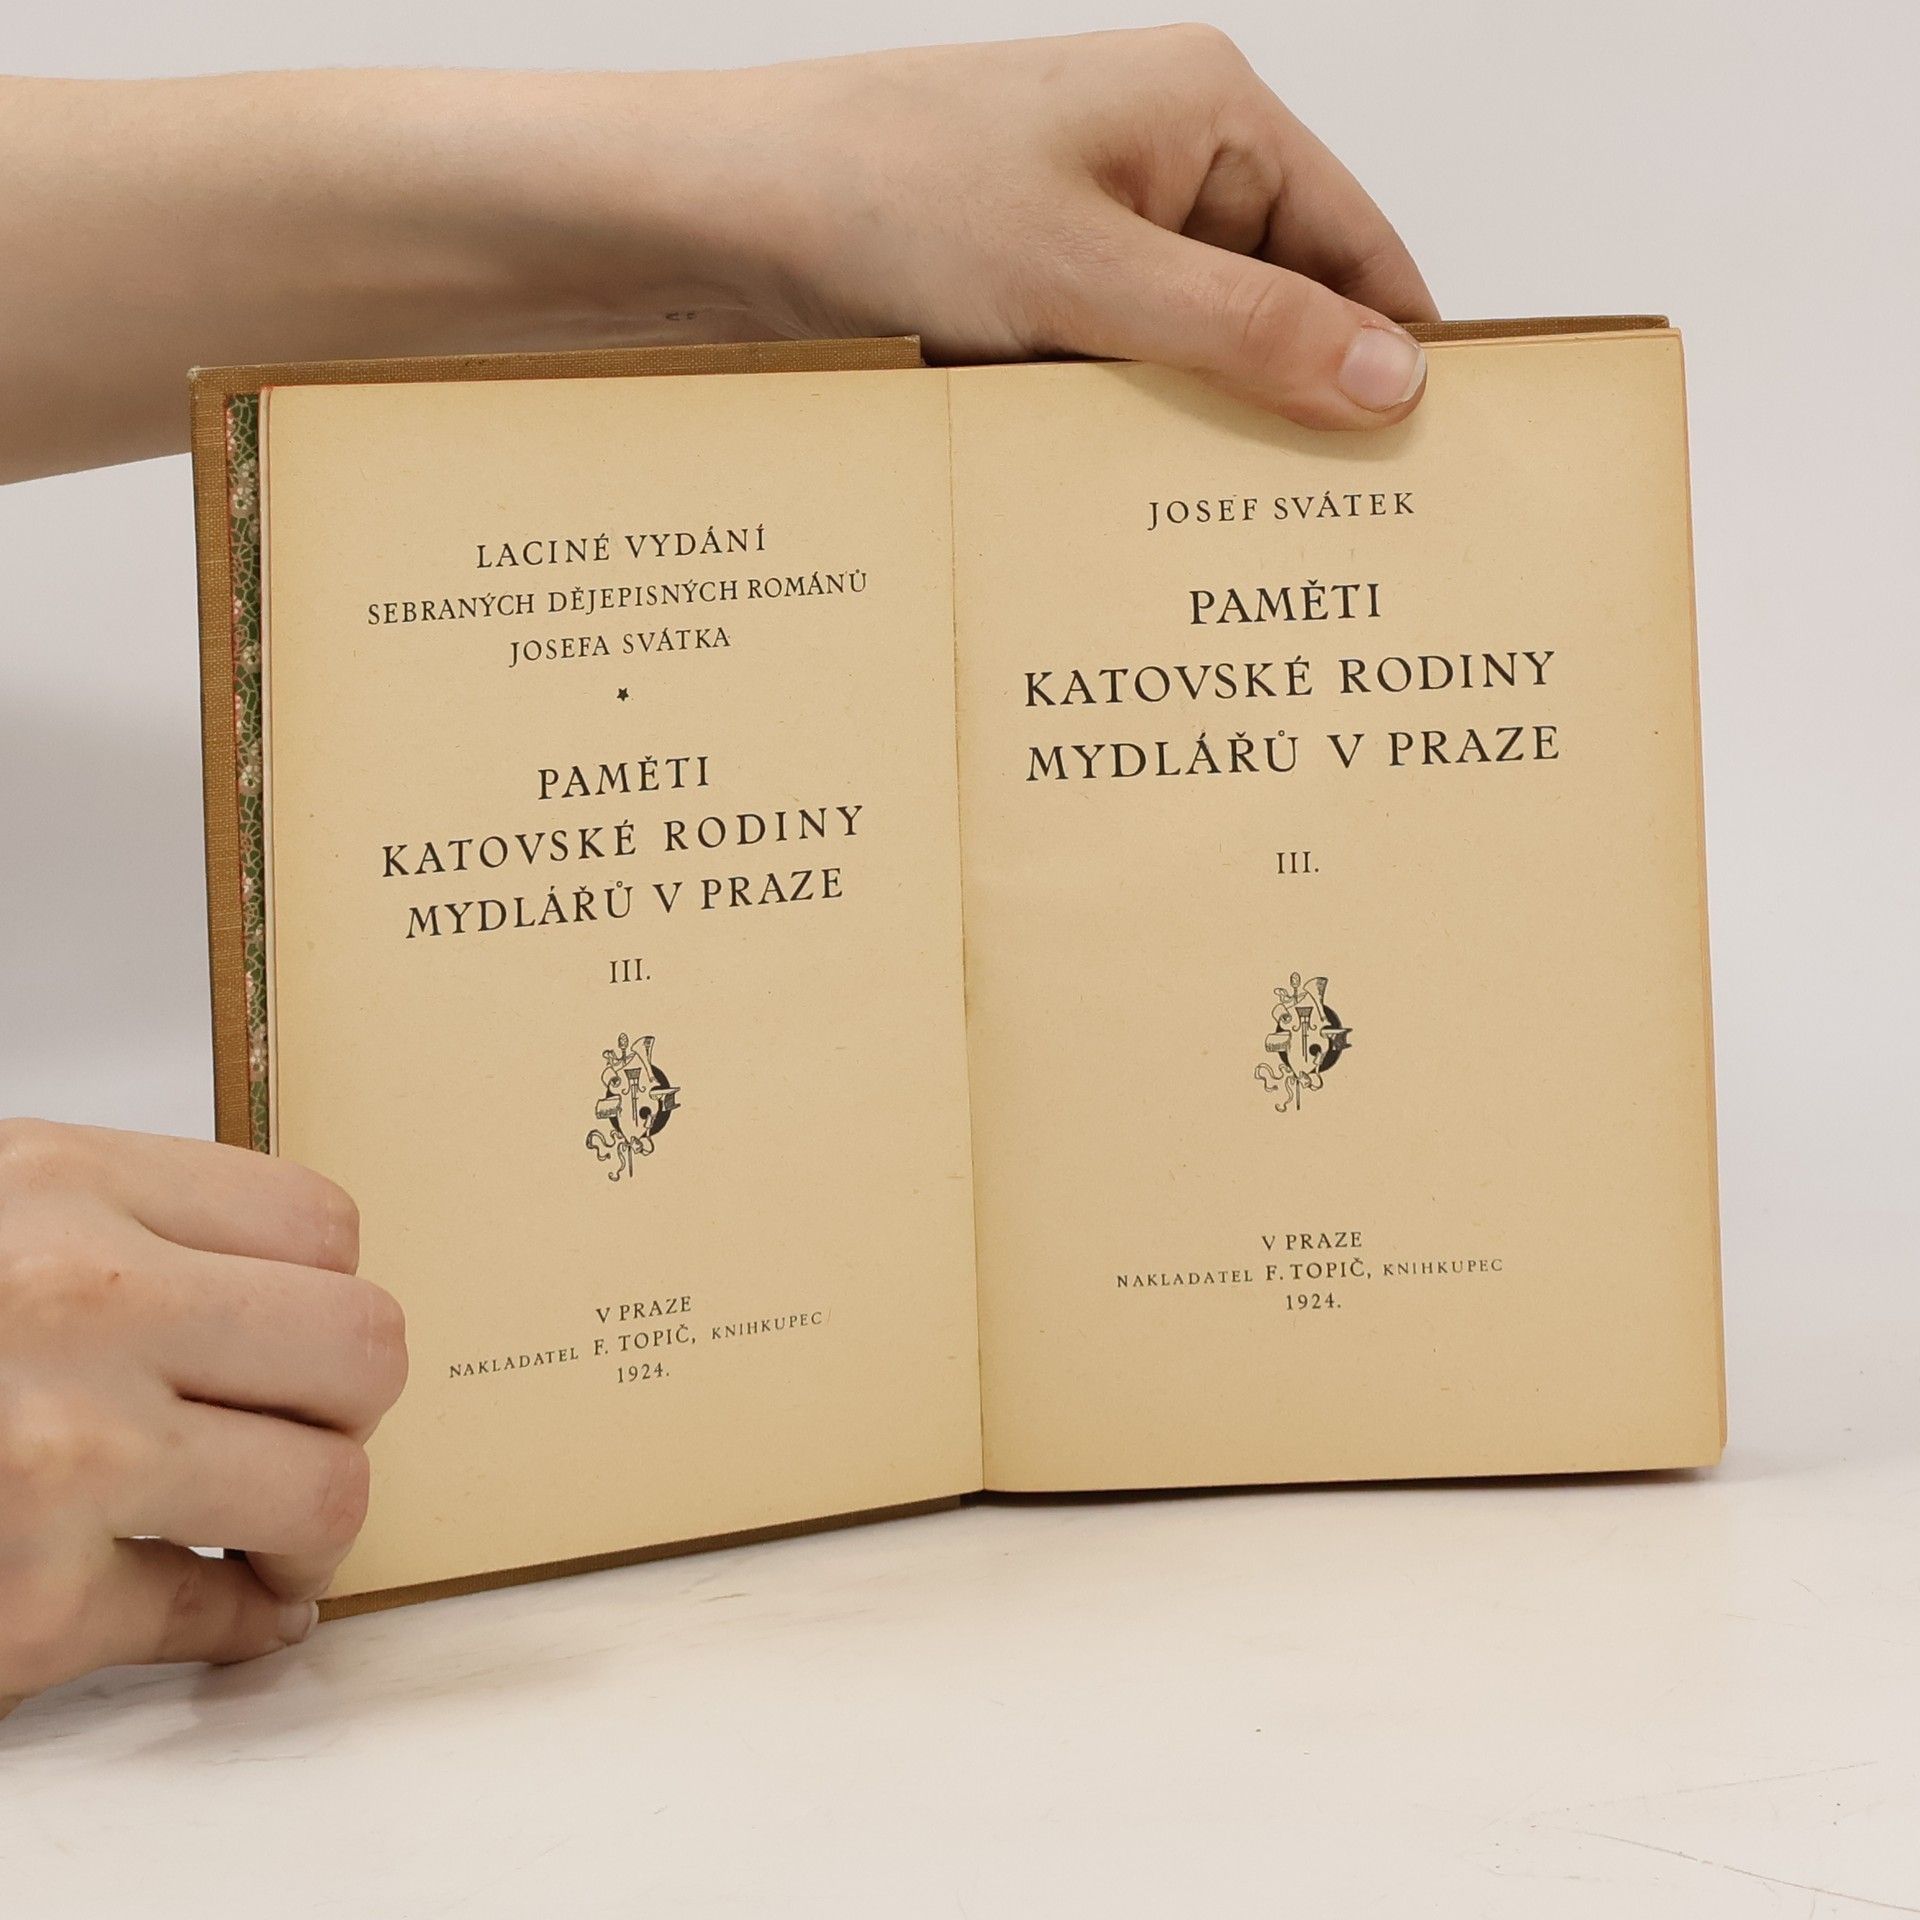 LACINÉ VYDÁNÍ
SEBRANÝCH DĚJEPISNÝCH ROMÁNŮ
JOSEFA SVÁTKA
PAMĚTI
KATOVSKÉ RODINY
MYDLÁŘŮ V PRAZE
III.
V PRAZE
NAKLADATEL F. TOPIČ, KNIHKUPEC
1924.
JOSEF SVÁTEK
PAMĚTI
KATOVSKÉ RODINY
MYDLÁŘŮ V PRAZE
III.
V PRAZE
NAKLADATEL F. TOPIČ, KNIHKUPEC
1924.